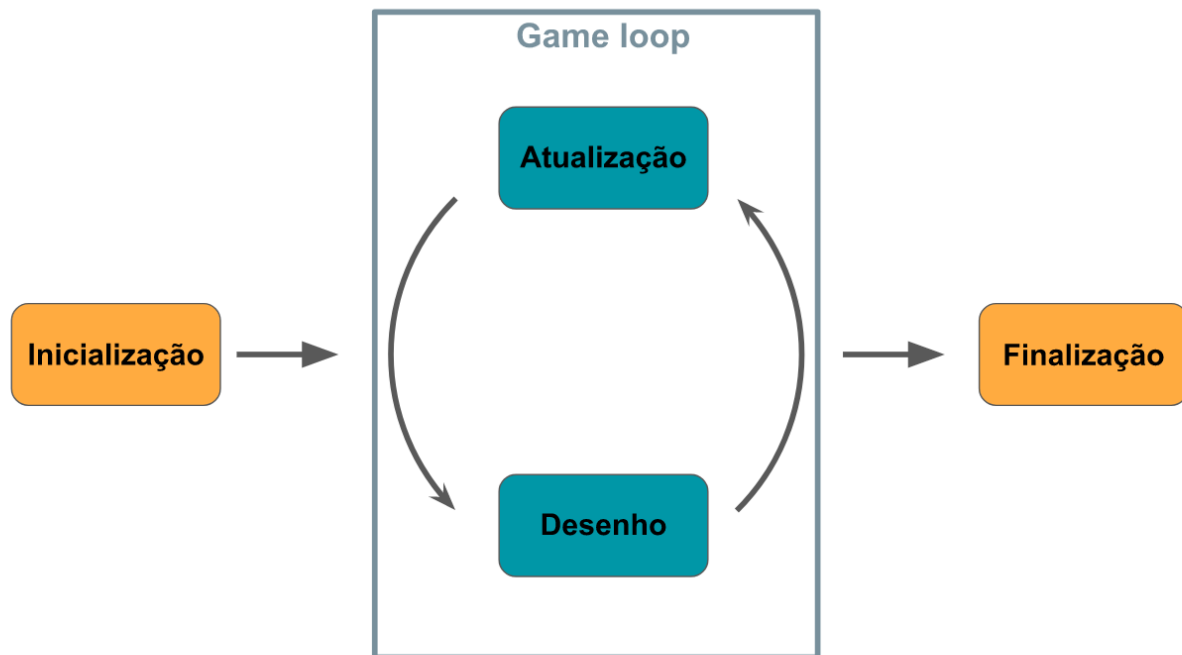 Game loop
Atualização
Inicialização
Finalização
Desenho